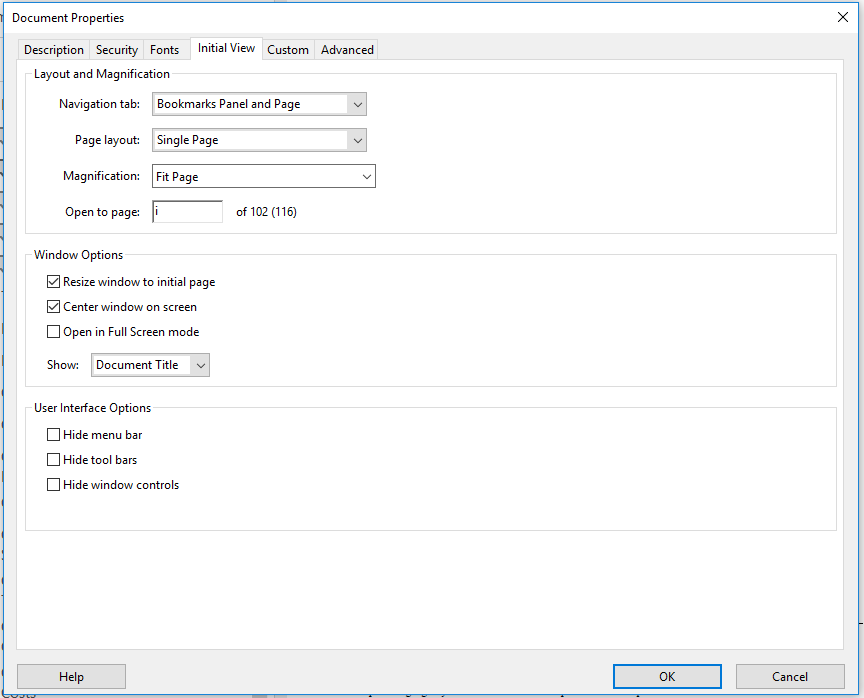 Document Properties
Description Security Fonts Initial View Custom Advanced
Layout and Magnification
Navigation tab: Bookmarks Panel and Page
Page layout: Single Page
Magnification: Fit Page
Open to page: i of 102 (116)
Window Options
Resize window to initial page
Center window on screen
Open in Full Screen mode
Show: Document Title
User Interface Options
Hide menu bar
Hide tool bars
Hide window controls
Help OK Cancel